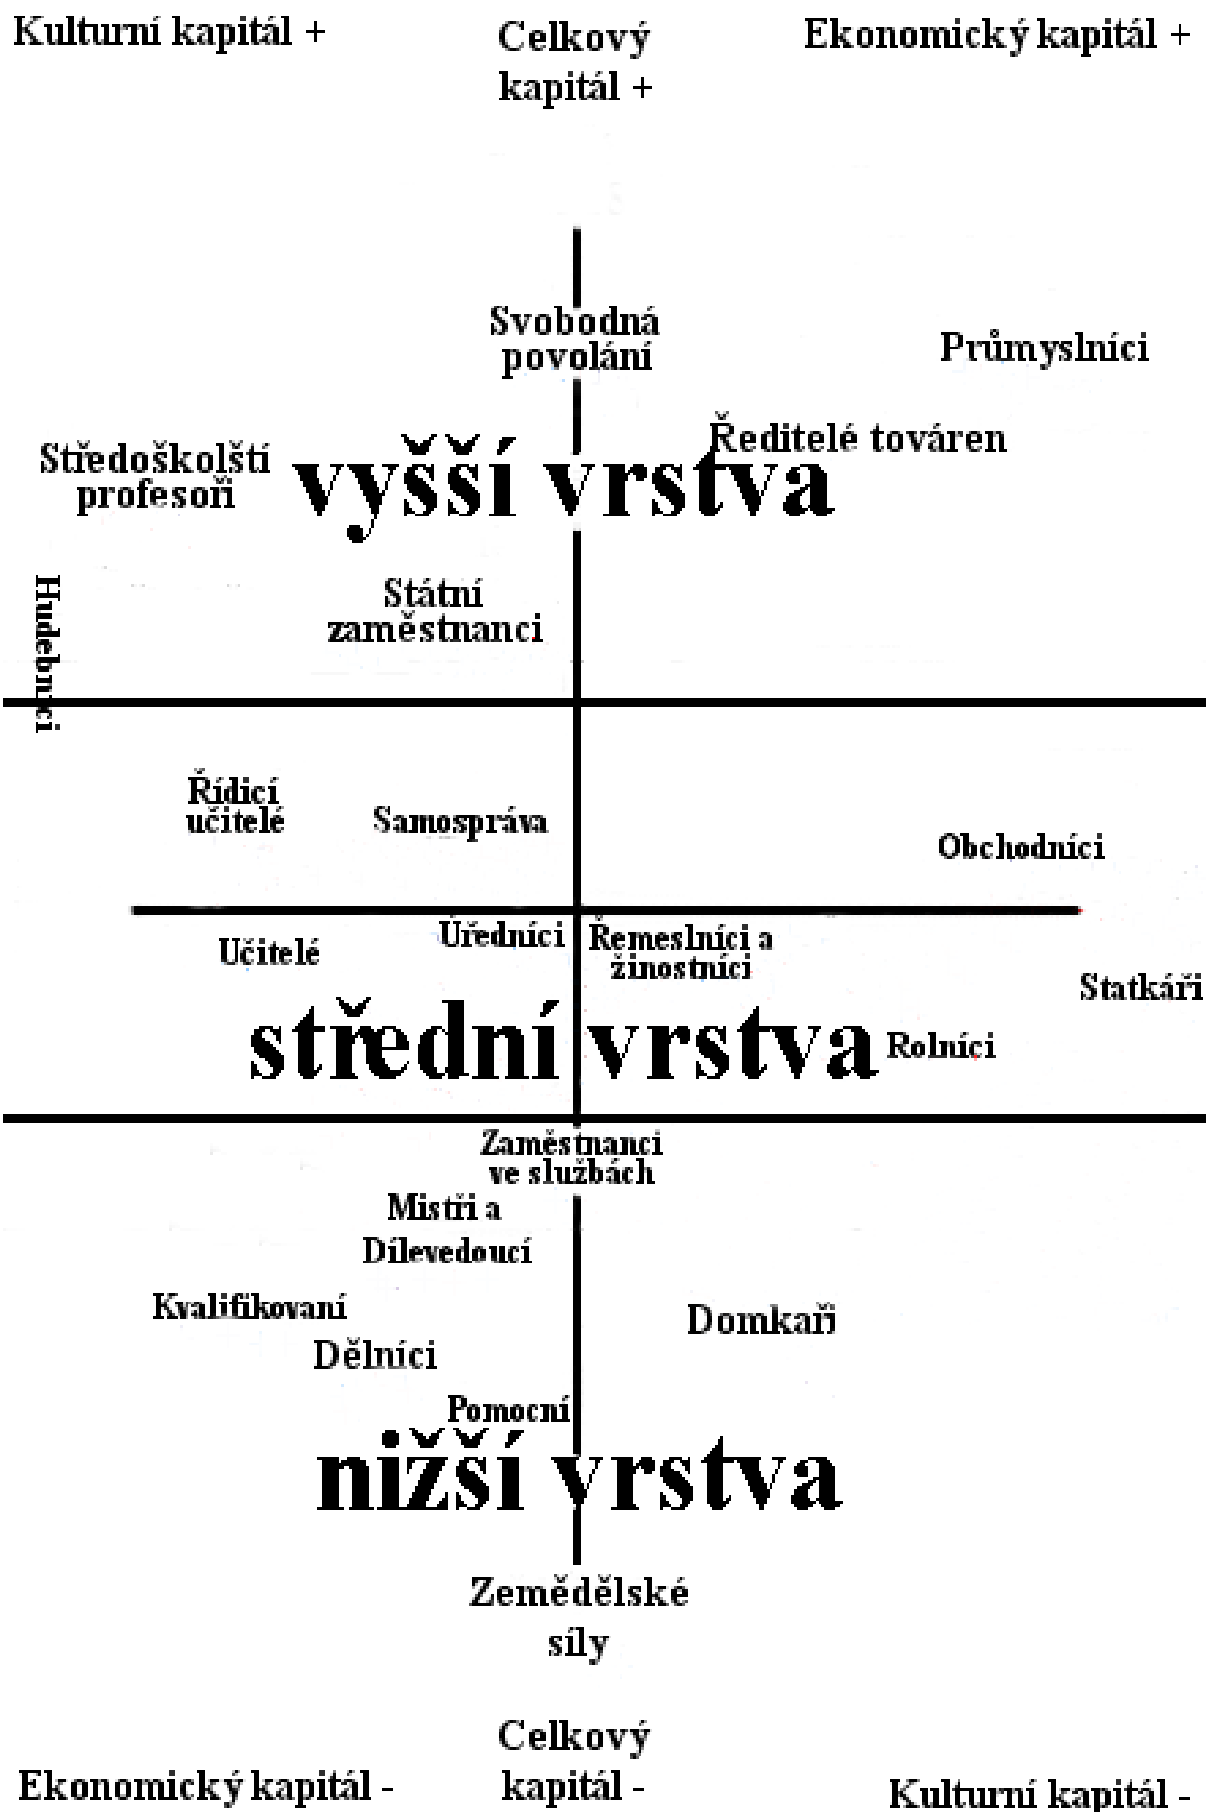 Kulturní kapitál +
Celkový
kapitál +
Ekonomický kapitál +
Svobodná
povolání
Průmyslníci
Ředitelé továren
Středoškolští
profesoři
vyšší vrstva
Hudebníci
Státní
zaměstnanci
Řídicí
učitelé
Samospráva
Obchodníci
Úředníci
Učitelé
Řemeslníci a
žinostníci
Statkáři
střední vrstva
Rolníci
Zaměstnanci
ve službách
Mistři a
Dílevedoucí
Kvalifikovaní
Domkaři
Dělníci
Pomocní
nižší vrstva
Zemědělské
síly
Celkový
kapitál -
Ekonomický kapitál -
Kulturní kapitál -